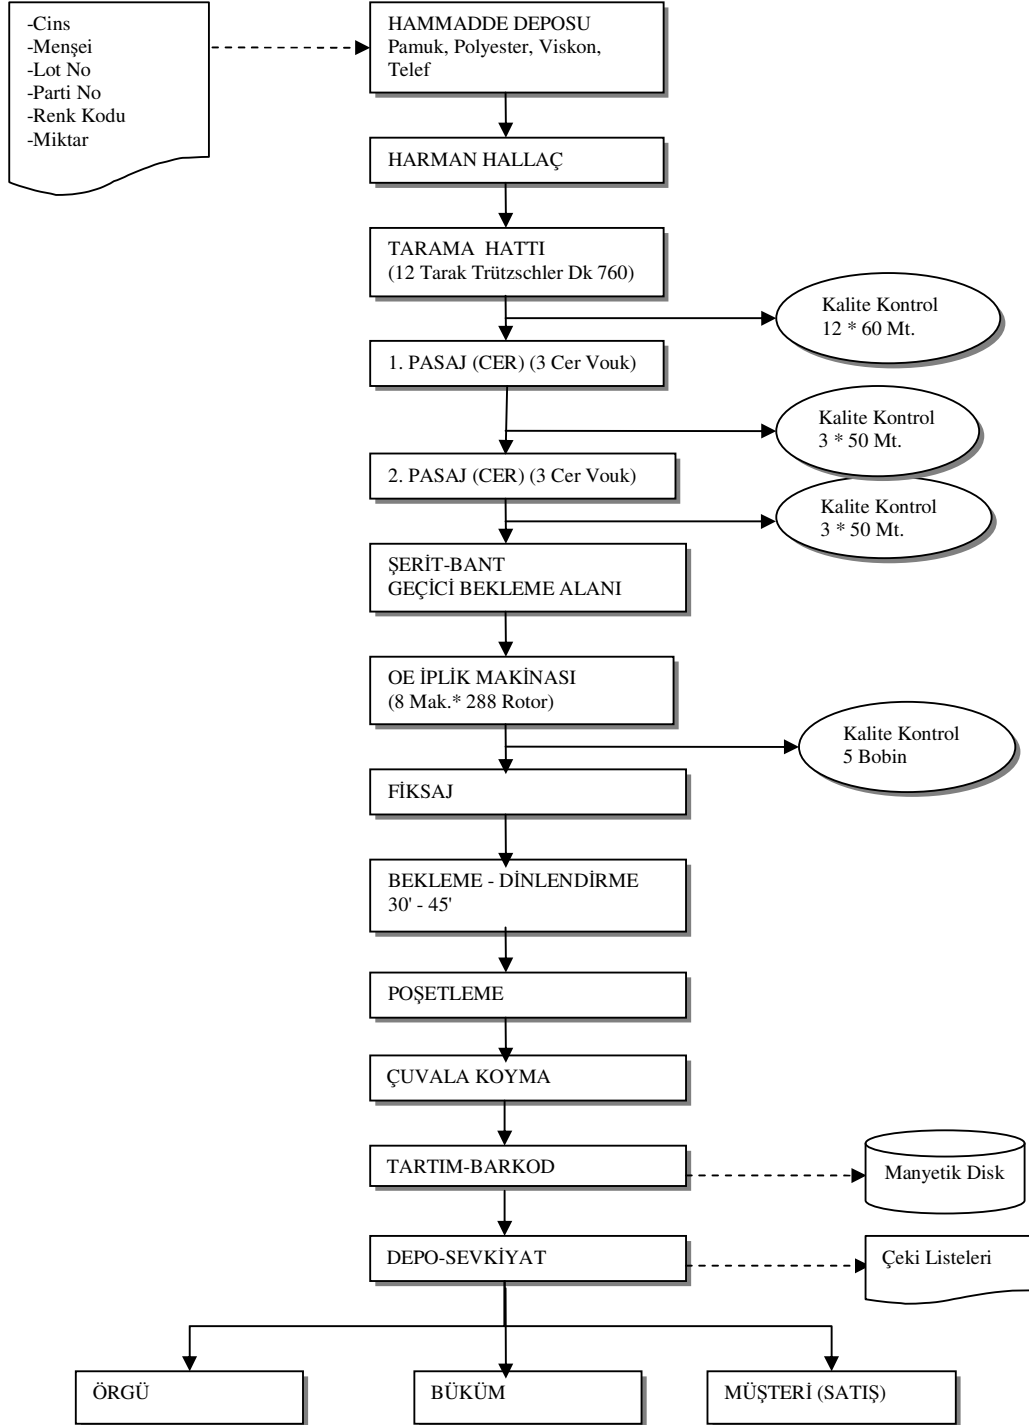 -Cins
-Menşei
-Lot No
-Parti No
-Renk Kodu
-Miktar
HAMMADDE DEPOSU
Pamuk, Polyester, Viskon,
Telef
HARMAN HALLAÇ
TARAMA HATTI
(12 Tarak Trützschler Dk 760)
Kalite Kontrol
12 * 60 Mt.
1. PASAJ (CER) (3 Cer Vouk)
Kalite Kontrol
3 * 50 Mt.
2. PASAJ (CER) (3 Cer Vouk)
Kalite Kontrol
3 * 50 Mt.
ŞERİT-BANT
GEÇİCİ BEKLEME ALANI
OE İPLİK MAKİNASI
(8 Mak.* 288 Rotor)
Kalite Kontrol
5 Bobin
FİKSAJ
BEKLEME - DİNLENDİRME
30' - 45'
POŞETLEME
ÇUVALA KOYMA
TARTIM-BARKOD
Manyetik Disk
DEPO-SEVKİYAT
Çeki Listeleri
ÖRGÜ
BÜKÜM
MÜŞTERİ (SATIŞ)